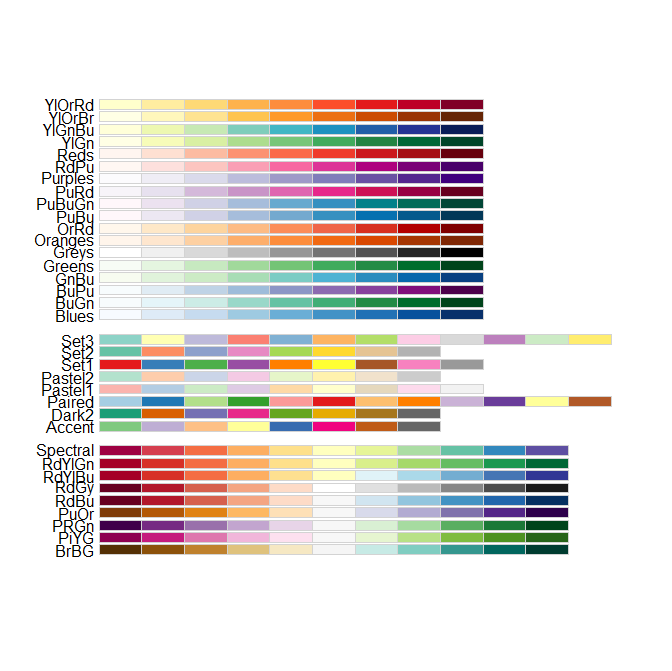 YlOrRd
YlOrBr
YlGnBu
YlGn
Reds
RdPu
Purples
PuRd
PuBuGn
PuBu
OrRd
Oranges
Greys
Greens
GnBu
BuPu
BuGn
Blues
Set3
Set2
Set1
Pastel2
Pastel1
Paired
Dark2
Accent
Spectral
RdYlGn
RdYlBu
RdGy
RdBu
PuOr
PRGn
PiYG
BrBG